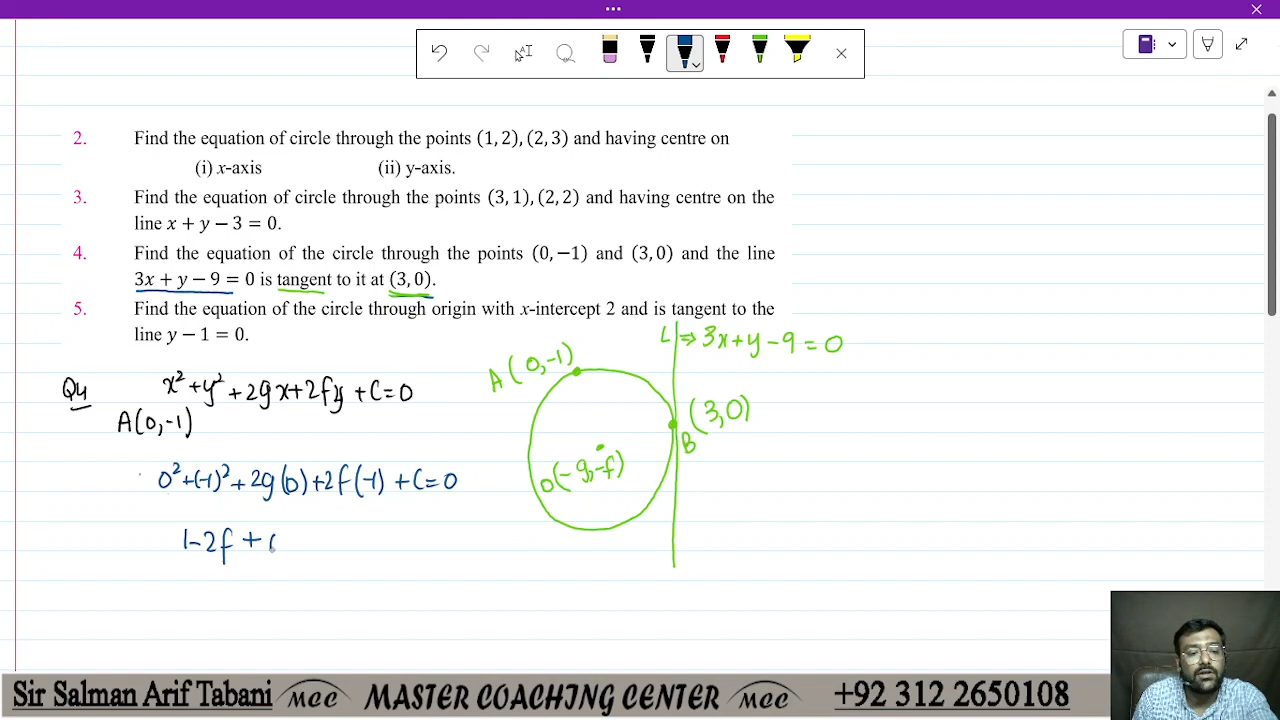 2. Find the equation of circle through the points (1, 2), (2, 3) and having centre on
(i) x-axis (ii) y-axis.
3. Find the equation of circle through the points (3, 1), (2, 2) and having centre on the
line x + y − 3 = 0.
4. Find the equation of the circle through the points (0, −1) and (3, 0) and the line
3x + y − 9 = 0 is tangent to it at (3, 0).
5. Find the equation of the circle through origin with x-intercept 2 and is tangent to the
line y − 1 = 0.
L ⇒ 3x + y − 9 = 0
Q4 x² + y² + 2gx + 2fy + C = 0
A(0, −1)
A(0, −1)
(3, 0)
B
O(−g, −f)
0² + (−1)² + 2g(0) + 2f(−1) + C = 0
1 − 2f +
Sir Salman Arif Tabani MCC MASTER COACHING CENTER MCC +92 312 2650108